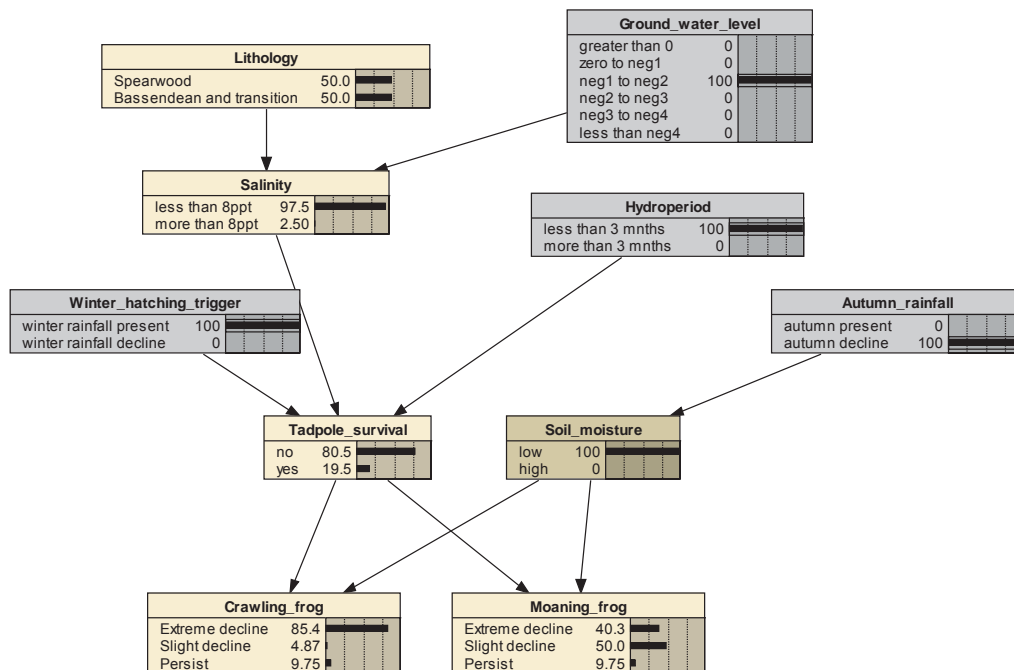 Ground_water_level
greater than 0 0
zero to neg1 0
neg1 to neg2 100
neg2 to neg3 0
neg3 to neg4 0
less than neg4 0
Lithology
Spearwood 50.0
Bassendean and transition 50.0
Salinity
less than 8ppt 97.5
more than 8ppt 2.50
Hydroperiod
less than 3 mnths 100
more than 3 mnths 0
Winter_hatching_trigger
winter rainfall present 100
winter rainfall decline 0
Autumn_rainfall
autumn present 0
autumn decline 100
Tadpole_survival
no 80.5
yes 19.5
Soil_moisture
low 100
high 0
Crawling_frog
Extreme decline 85.4
Slight decline 4.87
Persist 9.75
Moaning_frog
Extreme decline 40.3
Slight decline 50.0
Persist 9.75